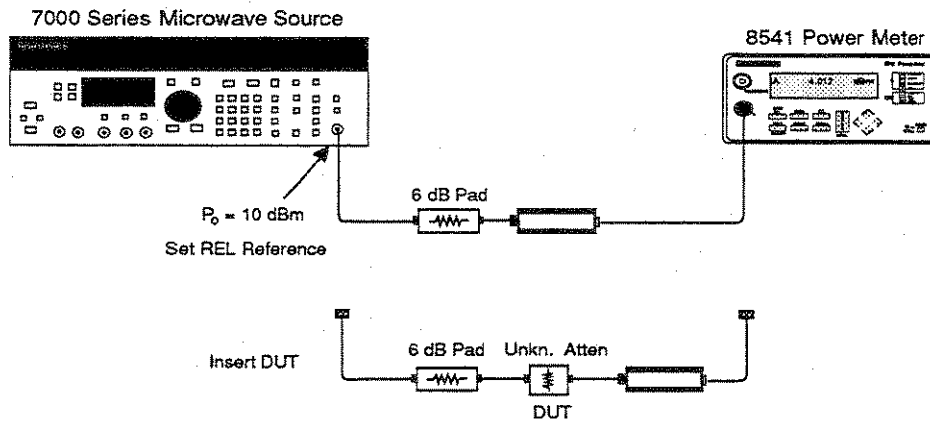 7000 Series Microwave Source
8541 Power Meter
A 4.012 dBm
6 dB Pad
P₀ = 10 dBm
Set REL Reference
Insert DUT
6 dB Pad
Unkn. Atten
DUT